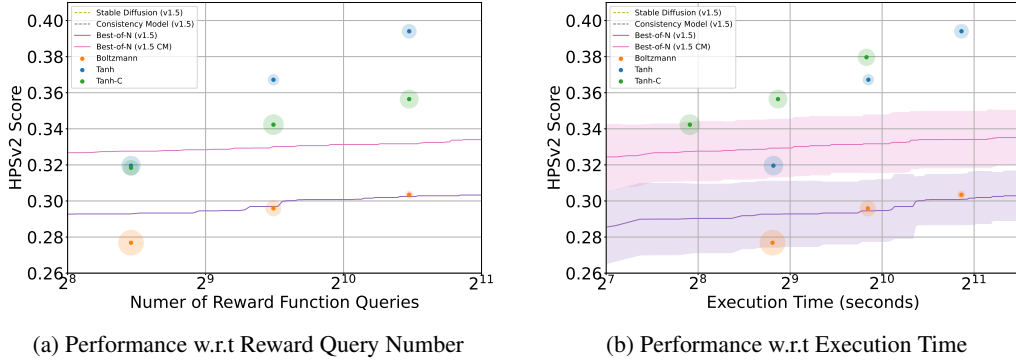 HPSv2 Score
0.40
0.38
0.36
0.34
0.32
0.30
0.28
0.26
Stable Diffusion (v1.5)
Consistency Model (v1.5)
Best-of-N (v1.5)
Best-of-N (v1.5 CM)
Boltzmann
Tanh
Tanh-C
2^8 2^9 2^10 2^11
Numer of Reward Function Queries
(a) Performance w.r.t Reward Query Number
HPSv2 Score
0.40
0.38
0.36
0.34
0.32
0.30
0.28
0.26
Stable Diffusion (v1.5)
Consistency Model (v1.5)
Best-of-N (v1.5)
Best-of-N (v1.5 CM)
Boltzmann
Tanh
Tanh-C
2^7 2^8 2^9 2^10 2^11
Execution Time (seconds)
(b) Performance w.r.t Execution Time